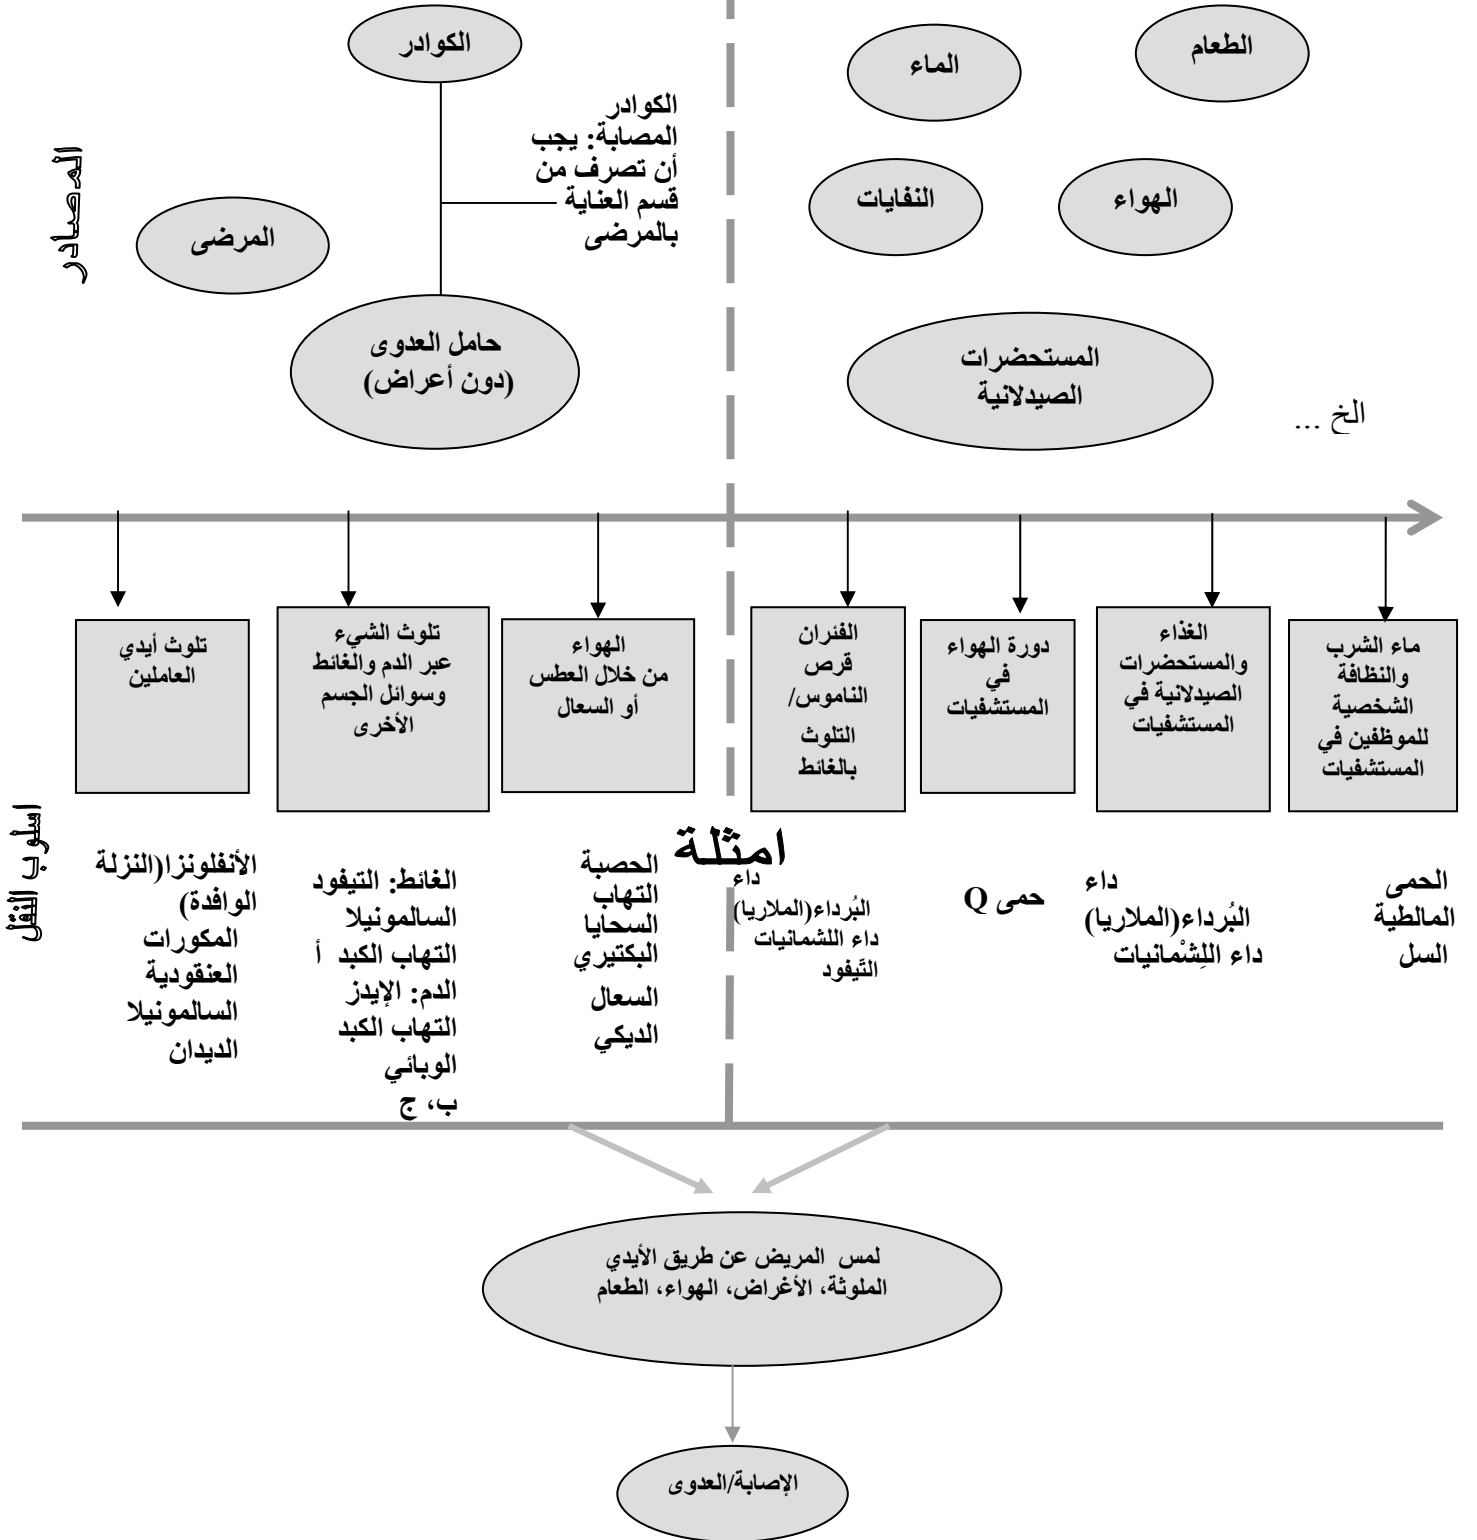 المصادر
الطعام
الماء
الهواء
النفايات
المستحضرات
الصيدلانية
الخ ...
الكوادر
الكوادر
المصابة: يجب
أن تصرف من
قسم العناية
بالمرضى
المرضى
حامل العدوى
(دون أعراض)
ماء الشرب
والنظافة
الشخصية
للموظفين في
المستشفيات
الغذاء
والمستحضرات
الصيدلانية في
المستشفيات
دورة الهواء
في
المستشفيات
الفئران
قرص
الناموس/
التلوث
بالغائط
الهواء
من خلال العطس
أو السعال
تلوث الشيء
عبر الدم والغائط
وسوائل الجسم
الأخرى
تلوث أيدي
العاملين
اسلوب النقل
امثلة
الحمى
المالطية
السل
داء
البُرداء(الملاريا)
داء اللِشْمانيات
حمى Q
داء
البُرداء(الملاريا)
داء اللشمانيات
التَيفود
الحصبة
التهاب
السحايا
البكتيري
السعال
الديكي
الغائط: التيفود
السالمونيلا
التهاب الكبد أ
الدم: الإيدز
التهاب الكبد
الوبائي
ب، ج
الأنفلونزا(النزلة
الوافدة)
المكورات
العنقودية
السالمونيلا
الديدان
لمس المريض عن طريق الأيدي
الملوثة، الأغراض، الهواء، الطعام
الإصابة/العدوى